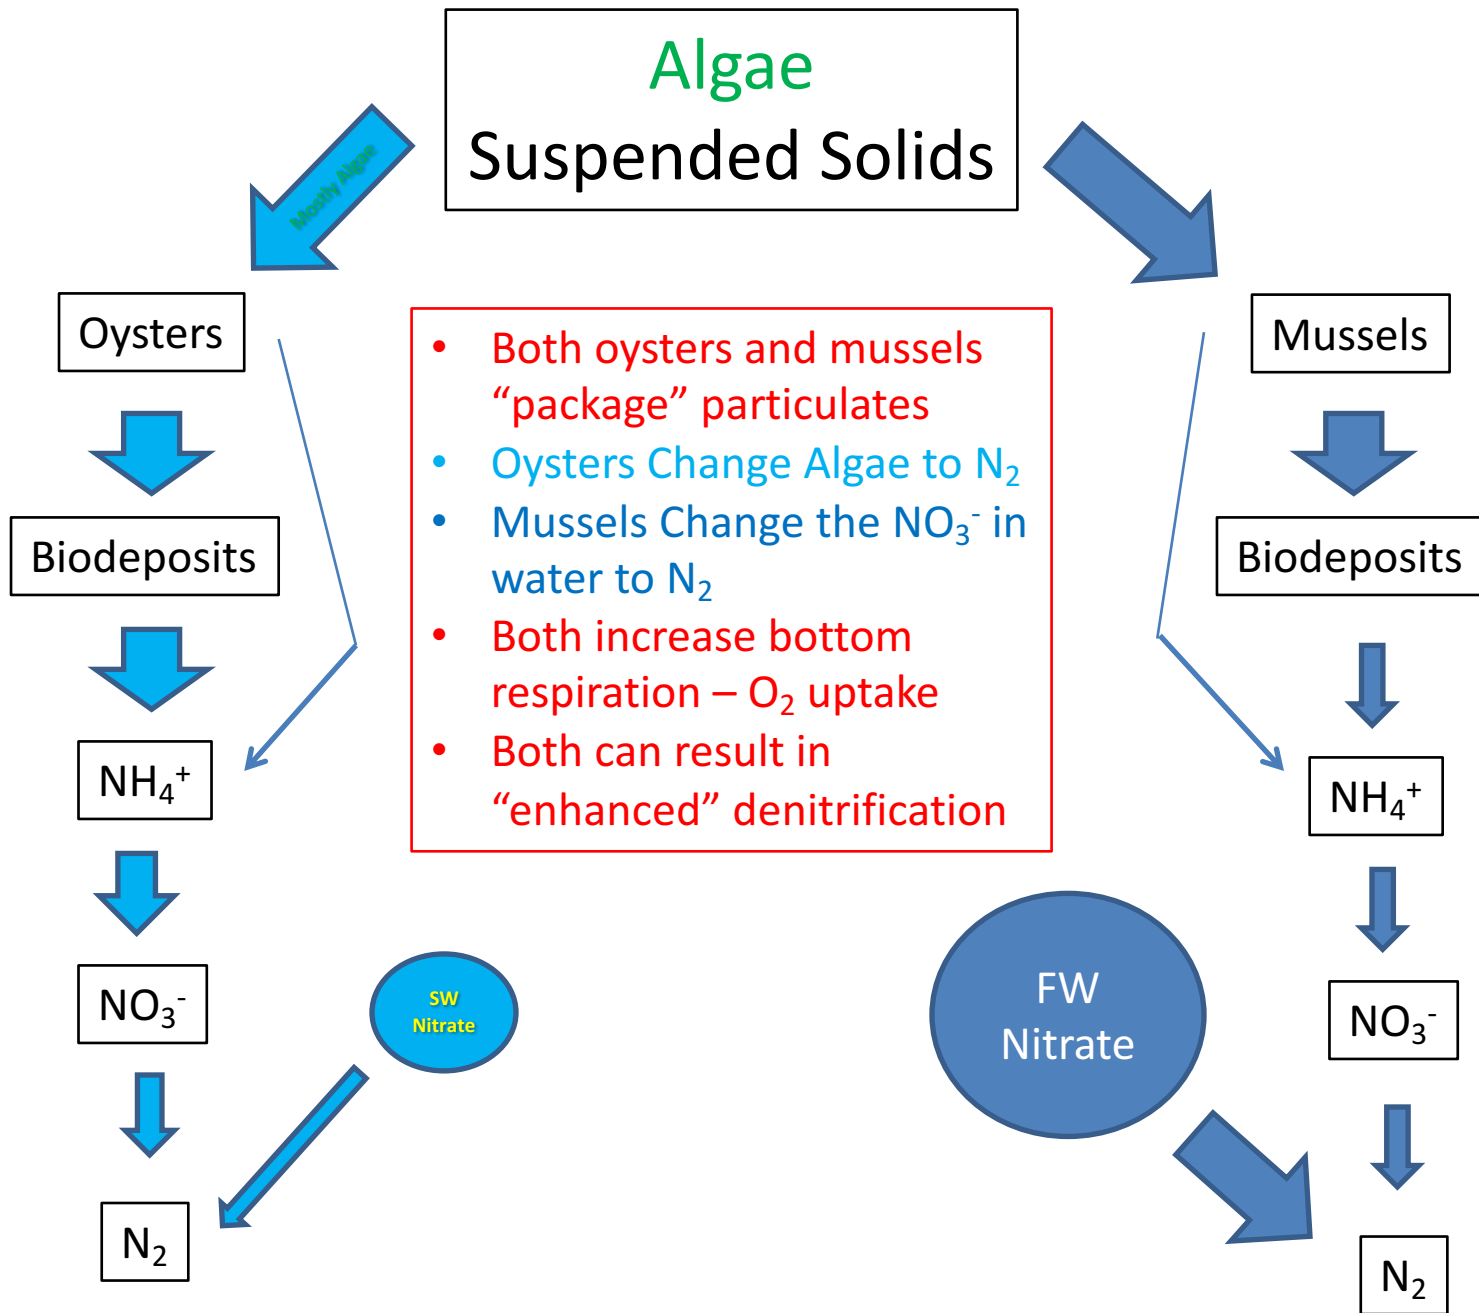 Algae
Suspended Solids
Mostly Algae
Oysters
Mussels
• Both oysters and mussels
“package” particulates
• Oysters Change Algae to N₂
• Mussels Change the NO₃⁻ in
water to N₂
• Both increase bottom
respiration – O₂ uptake
• Both can result in
“enhanced” denitrification
Biodeposits
Biodeposits
NH₄⁺
NH₄⁺
NO₃⁻
SW
Nitrate
FW
Nitrate
NO₃⁻
N₂
N₂